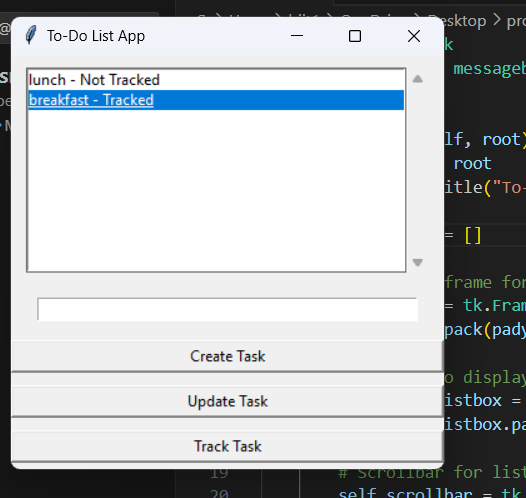 To-Do List App
lunch - Not Tracked
breakfast - Tracked
Create Task
Update Task
Track Task
Desktop > pro
messageb
lf, root)
root
itle("To-
= []
frame for
= tk.Fram
pack(pady
o display
istbox =
istbox.pa
19
# Scrollbar for list
20
self.scrollbar = tk